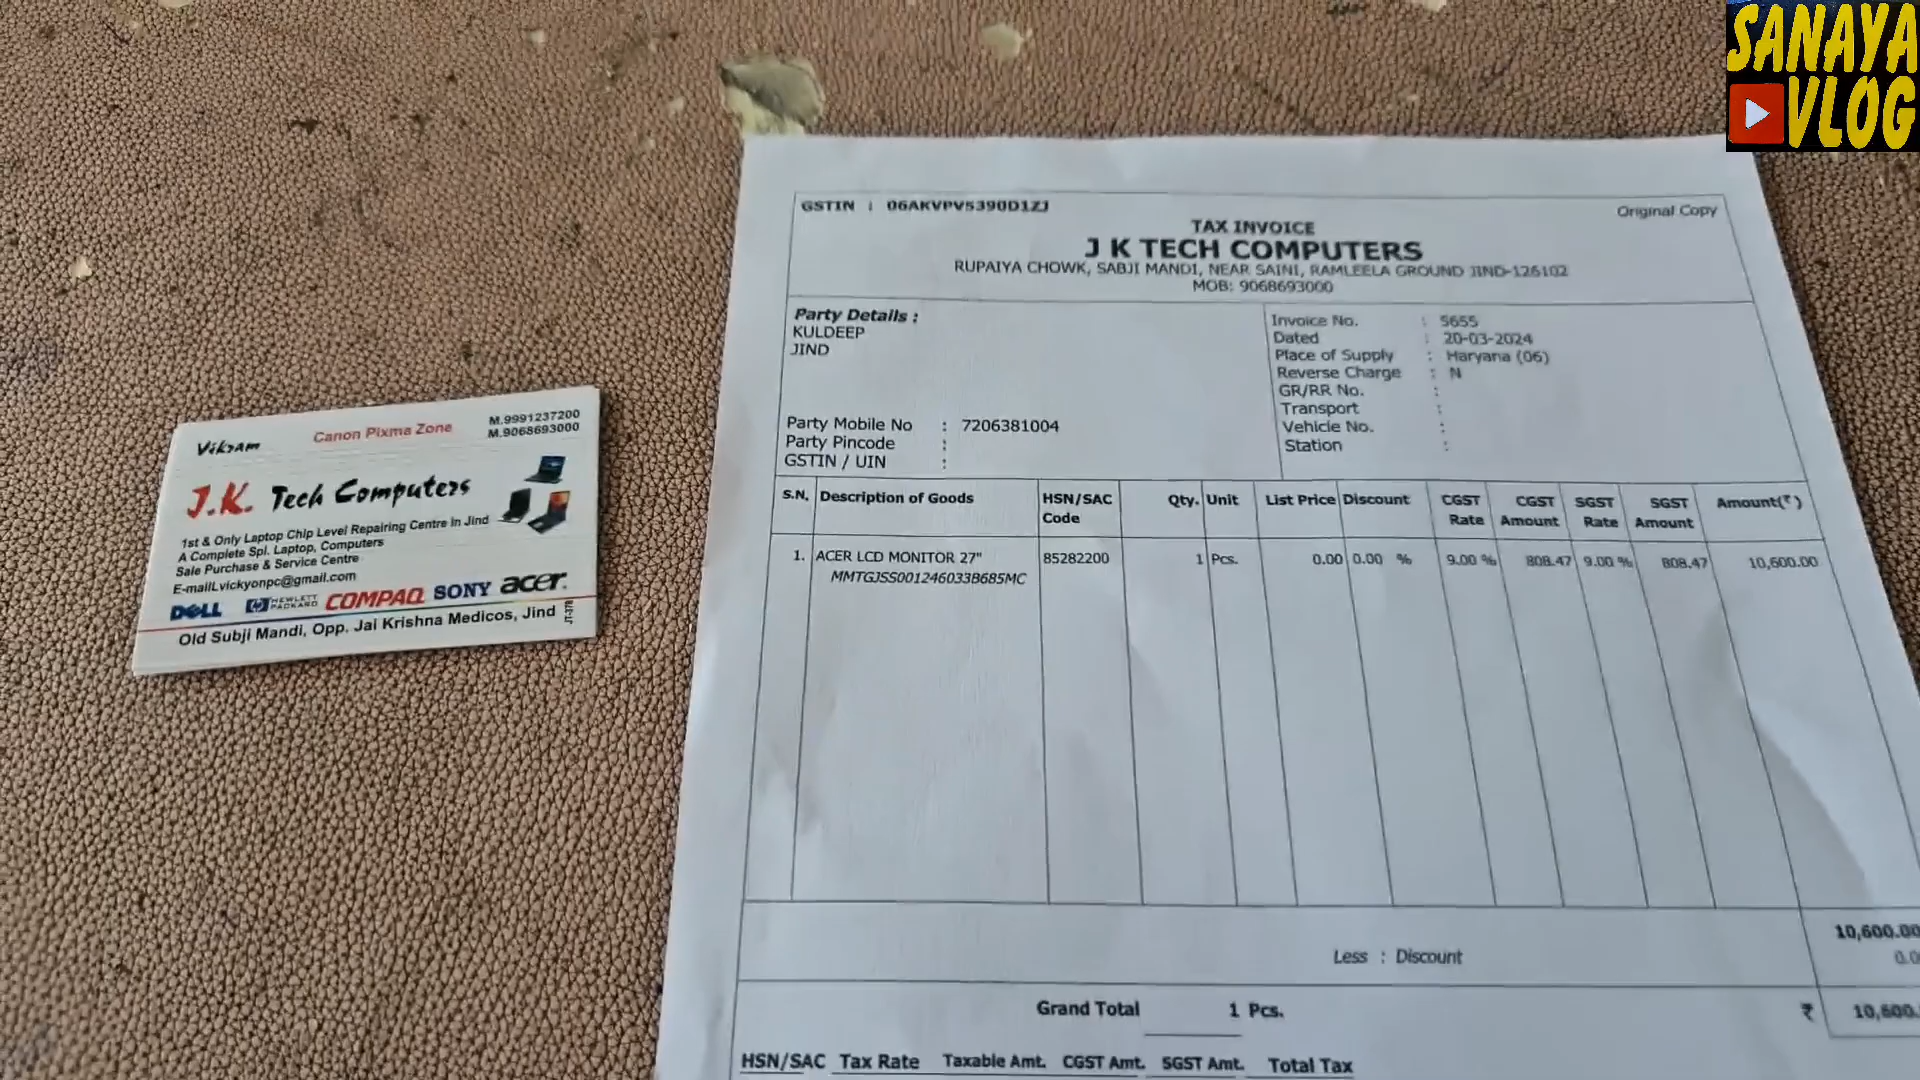 SANAYA
VLOG
GSTIN : 06AKVPV5390D1ZJ
Original Copy
TAX INVOICE
J K TECH COMPUTERS
RUPAIYA CHOWK, SABJI MANDI, NEAR SAINI, RAMLEELA GROUND JIND-126102
MOB: 9068693000
Party Details :
KULDEEP
JIND
Party Mobile No : 7206381004
Party Pincode :
GSTIN / UIN :
Invoice No. : 5655
Dated : 20-03-2024
Place of Supply : Haryana (06)
Reverse Charge : N
GR/RR No. :
Transport :
Vehicle No. :
Station :
S.N. Description of Goods HSN/SAC Code Qty. Unit List Price Discount CGST Rate CGST Amount SGST Rate SGST Amount Amount(₹)
1. ACER LCD MONITOR 27" 85282200 1 Pcs. 0.00 0.00 % 9.00 % 808.47 9.00 % 808.47 10,600.00
MMTGJSS001246033B685MC
10,600.00
Less : Discount 0.0
Grand Total 1 Pcs. ₹ 10,600.
HSN/SAC Tax Rate Taxable Amt. CGST Amt. SGST Amt. Total Tax
Vikram
Canon Pixma Zone
M.9991237200
M.9068693000
J.K. Tech Computers
1st & Only Laptop Chip Level Repairing Centre in Jind
A Complete Spl. Laptop, Computers
Sale Purchase & Service Centre
E-mailLvickyonpc@gmail.com
DELL hp HEWLETT PACKARD COMPAQ SONY acer
Old Subji Mandi, Opp. Jai Krishna Medicos, Jind